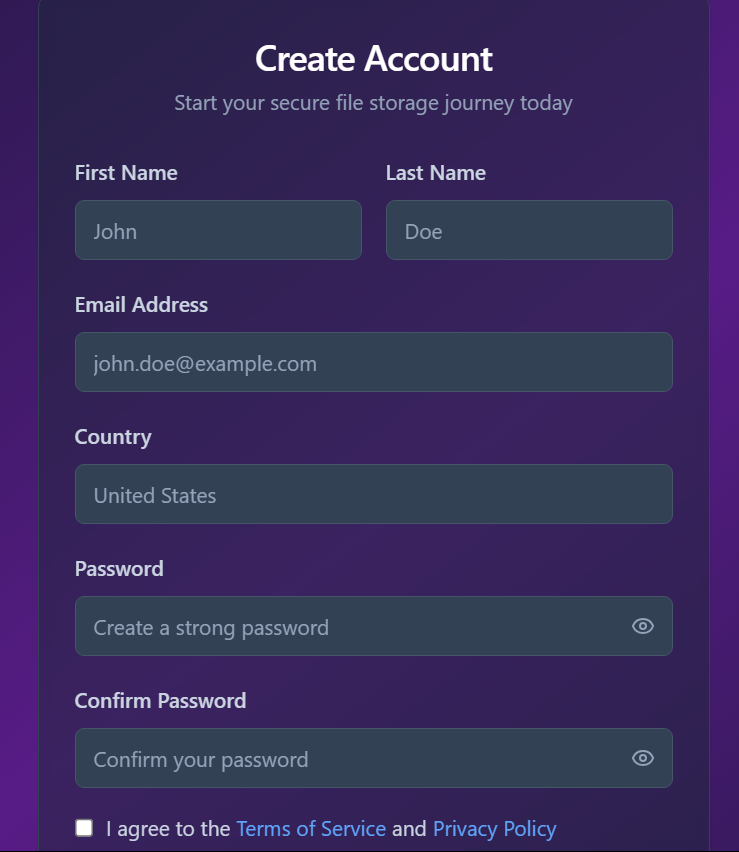 Create Account
Start your secure file storage journey today
First Name
Last Name
John
Doe
Email Address
john.doe@example.com
Country
United States
Password
Create a strong password
Confirm Password
Confirm your password
I agree to the Terms of Service and Privacy Policy